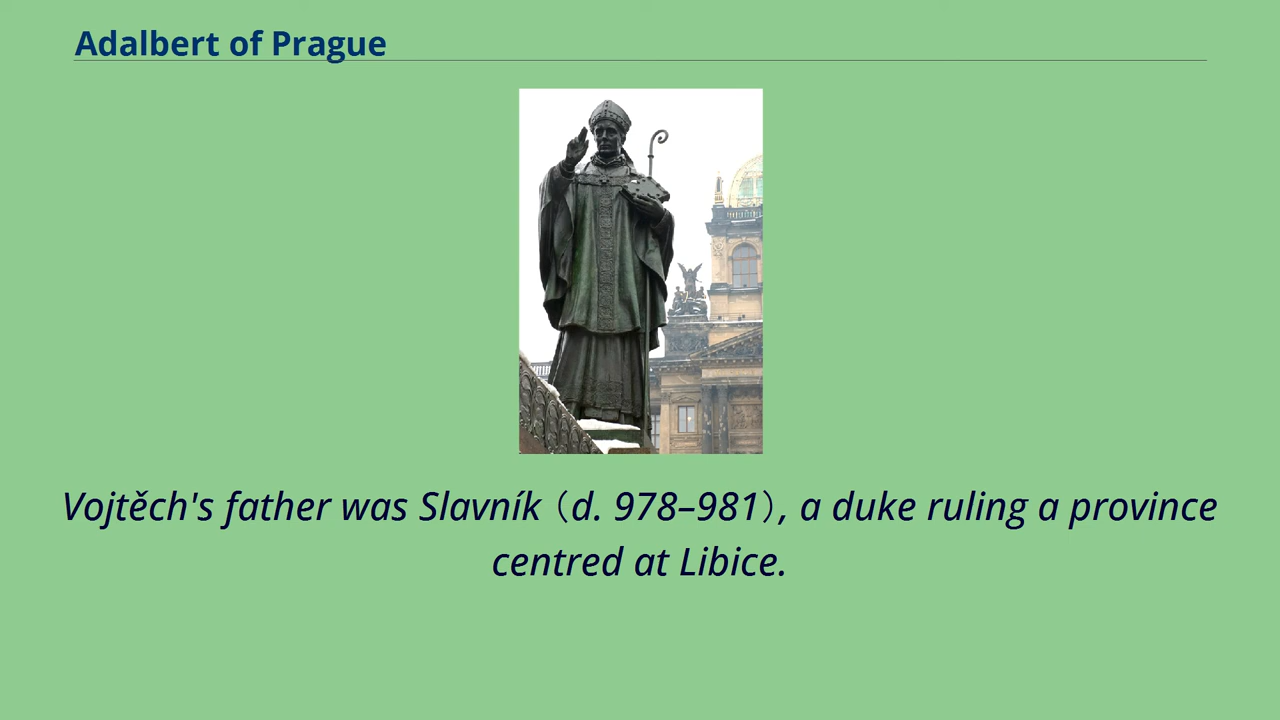 Adalbert of Prague
Vojtěch's father was Slavník（d. 978–981）, a duke ruling a province
centred at Libice.